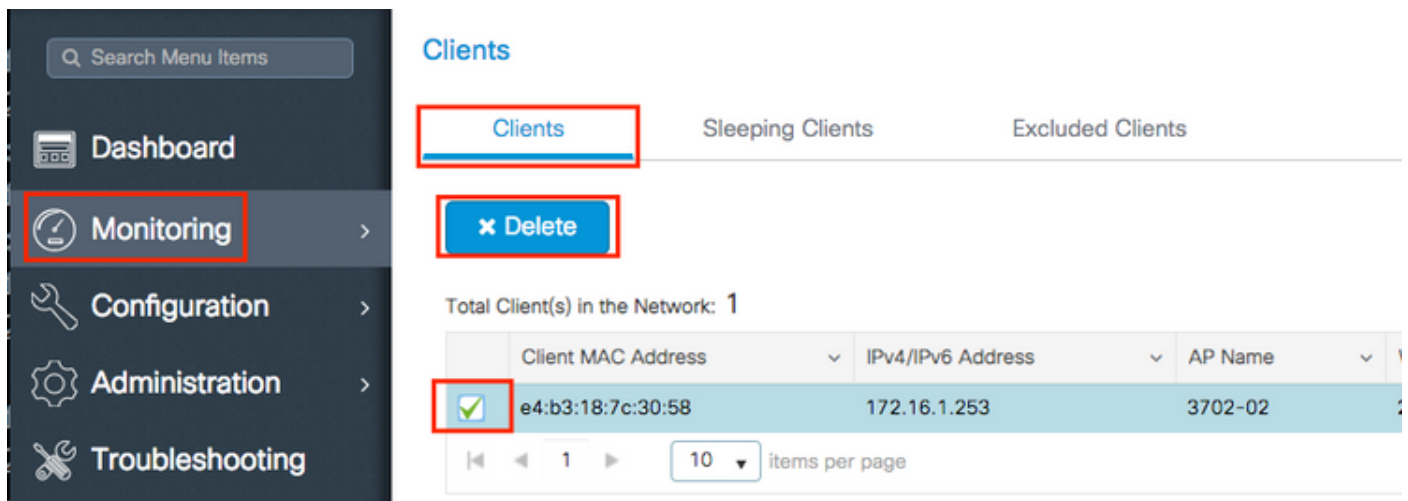 Search Menu Items
Dashboard
Monitoring
Configuration
Administration
Troubleshooting
Clients
Clients Sleeping Clients Excluded Clients
Delete
Total Client(s) in the Network: 1
Client MAC Address IPv4/IPv6 Address AP Name
e4:b3:18:7c:30:58 172.16.1.253 3702-02
1 10 items per page